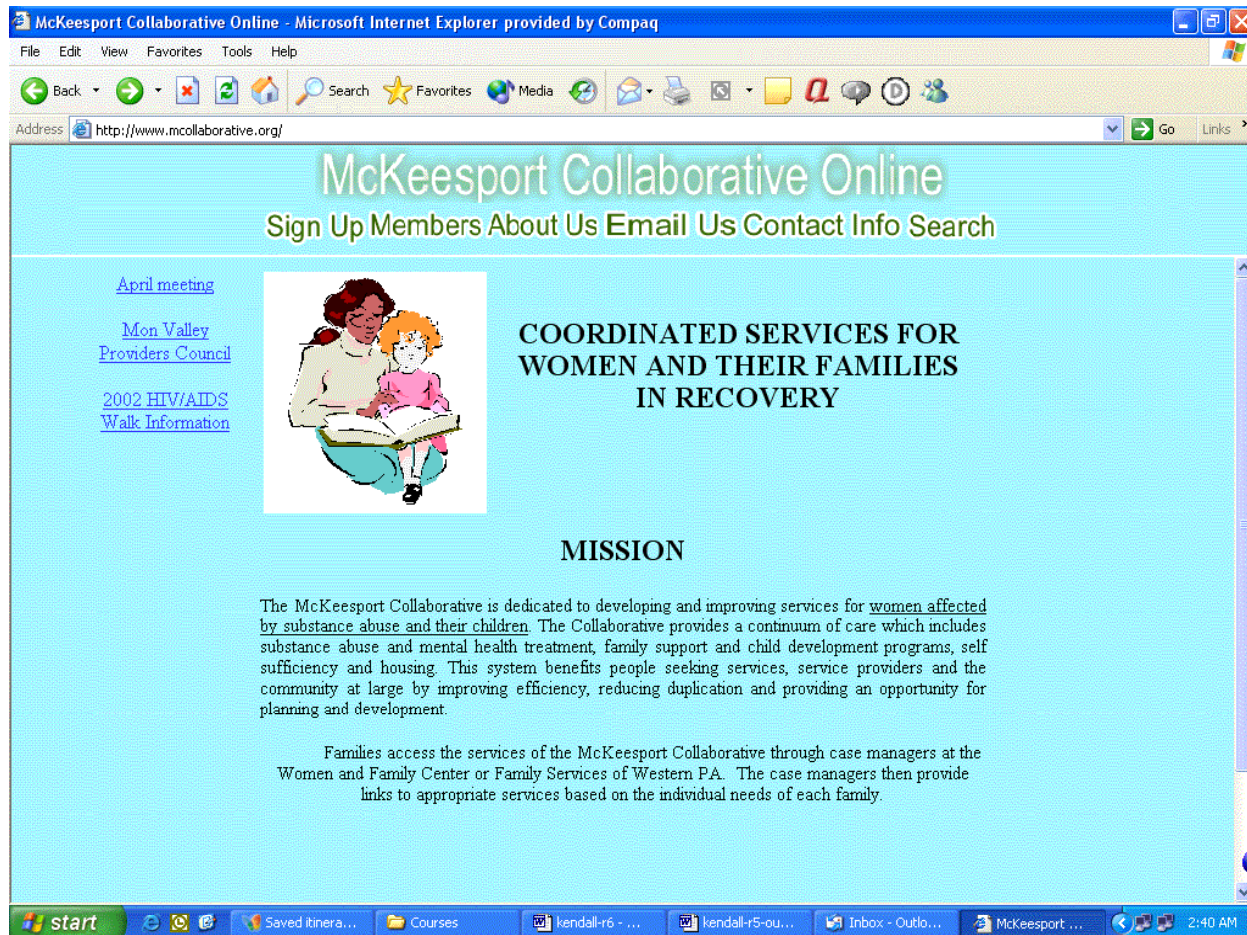 McKeesport Collaborative Online - Microsoft Internet Explorer provided by Compaq
File Edit View Favorites Tools Help
Back Search Favorites Media
Address http://www.mcollaborative.org/ Go Links
McKeesport Collaborative Online
Sign Up Members About Us Email Us Contact Info Search
April meeting
Mon Valley
Providers Council
2002 HIV/AIDS
Walk Information
COORDINATED SERVICES FOR
WOMEN AND THEIR FAMILIES
IN RECOVERY
MISSION
The McKeesport Collaborative is dedicated to developing and improving services for women affected
by substance abuse and their children. The Collaborative provides a continuum of care which includes
substance abuse and mental health treatment, family support and child development programs, self
sufficiency and housing. This system benefits people seeking services, service providers and the
community at large by improving efficiency, reducing duplication and providing an opportunity for
planning and development.
Families access the services of the McKeesport Collaborative through case managers at the
Women and Family Center or Family Services of Western PA. The case managers then provide
links to appropriate services based on the individual needs of each family.
start Saved itinera... Courses kendall-r6 - ... kendall-r5-ou... Inbox - Outlo... McKeesport ... 2:40 AM